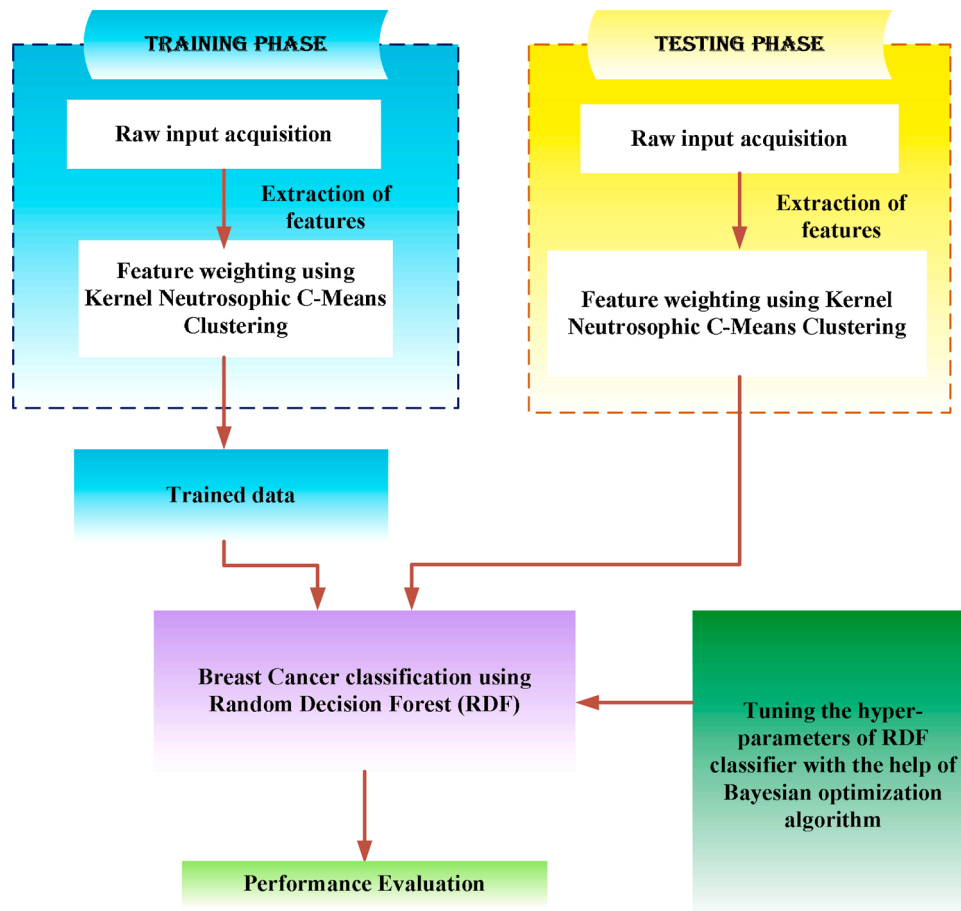 TRAINING PHASE
Raw input acquisition
Extraction of
features
Feature weighting using
Kernel Neutrosophic C-Means
Clustering
TESTING PHASE
Raw input acquisition
Extraction of
features
Feature weighting using Kernel
Neutrosophic C-Means Clustering
Trained data
Breast Cancer classification using
Random Decision Forest (RDF)
Tuning the hyper-
parameters of RDF
classifier with the help of
Bayesian optimization
algorithm
Performance Evaluation